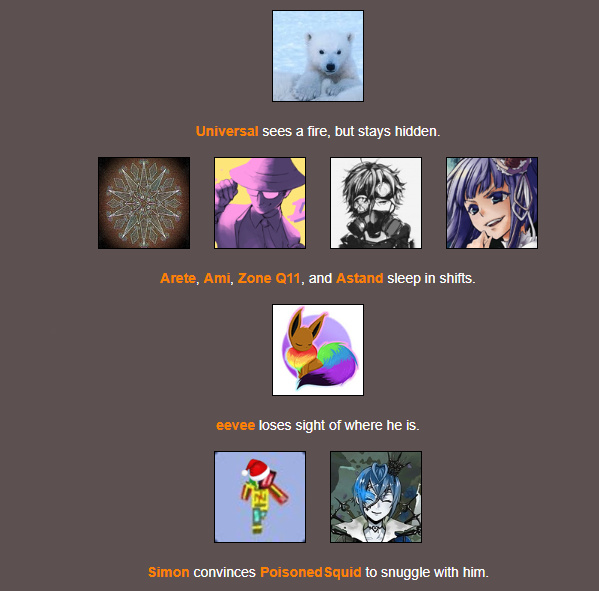 Universal sees a fire, but stays hidden.
Arete, Ami, Zone Q11, and Astand sleep in shifts.
eevee loses sight of where he is.
Simon convinces PoisonedSquid to snuggle with him.